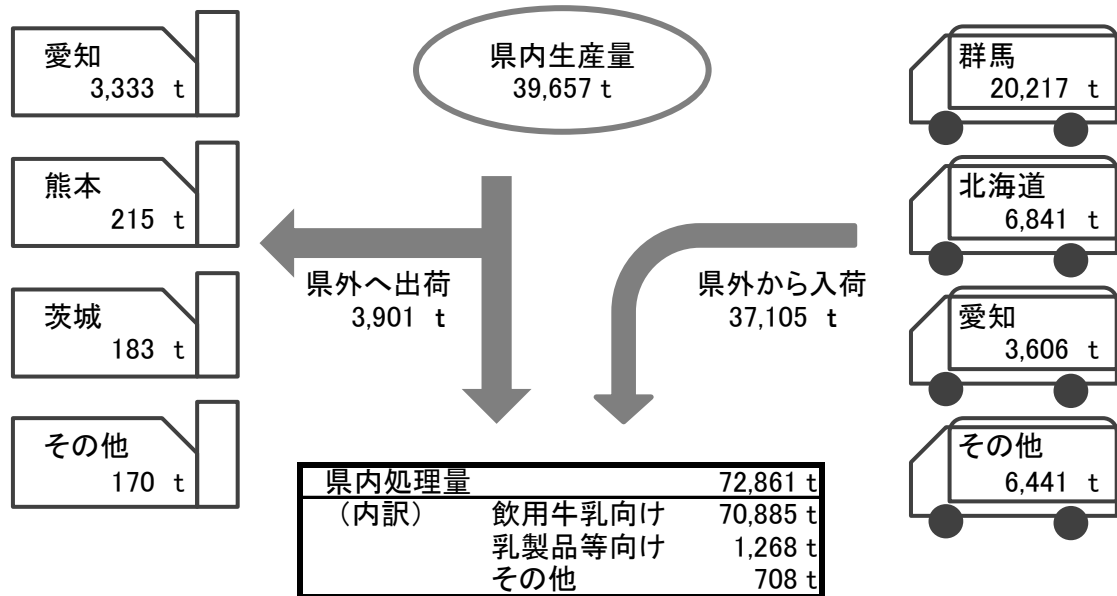 県内生産量
39,657 t
愛知
3,333 t
熊本
215 t
茨城
183 t
その他
170 t
県外へ出荷
3,901 t
県外から入荷
37,105 t
群馬
20,217 t
北海道
6,841 t
愛知
3,606 t
その他
6,441 t
県内処理量 72,861 t
（内訳） 飲用牛乳向け 70,885 t
乳製品等向け 1,268 t
その他 708 t